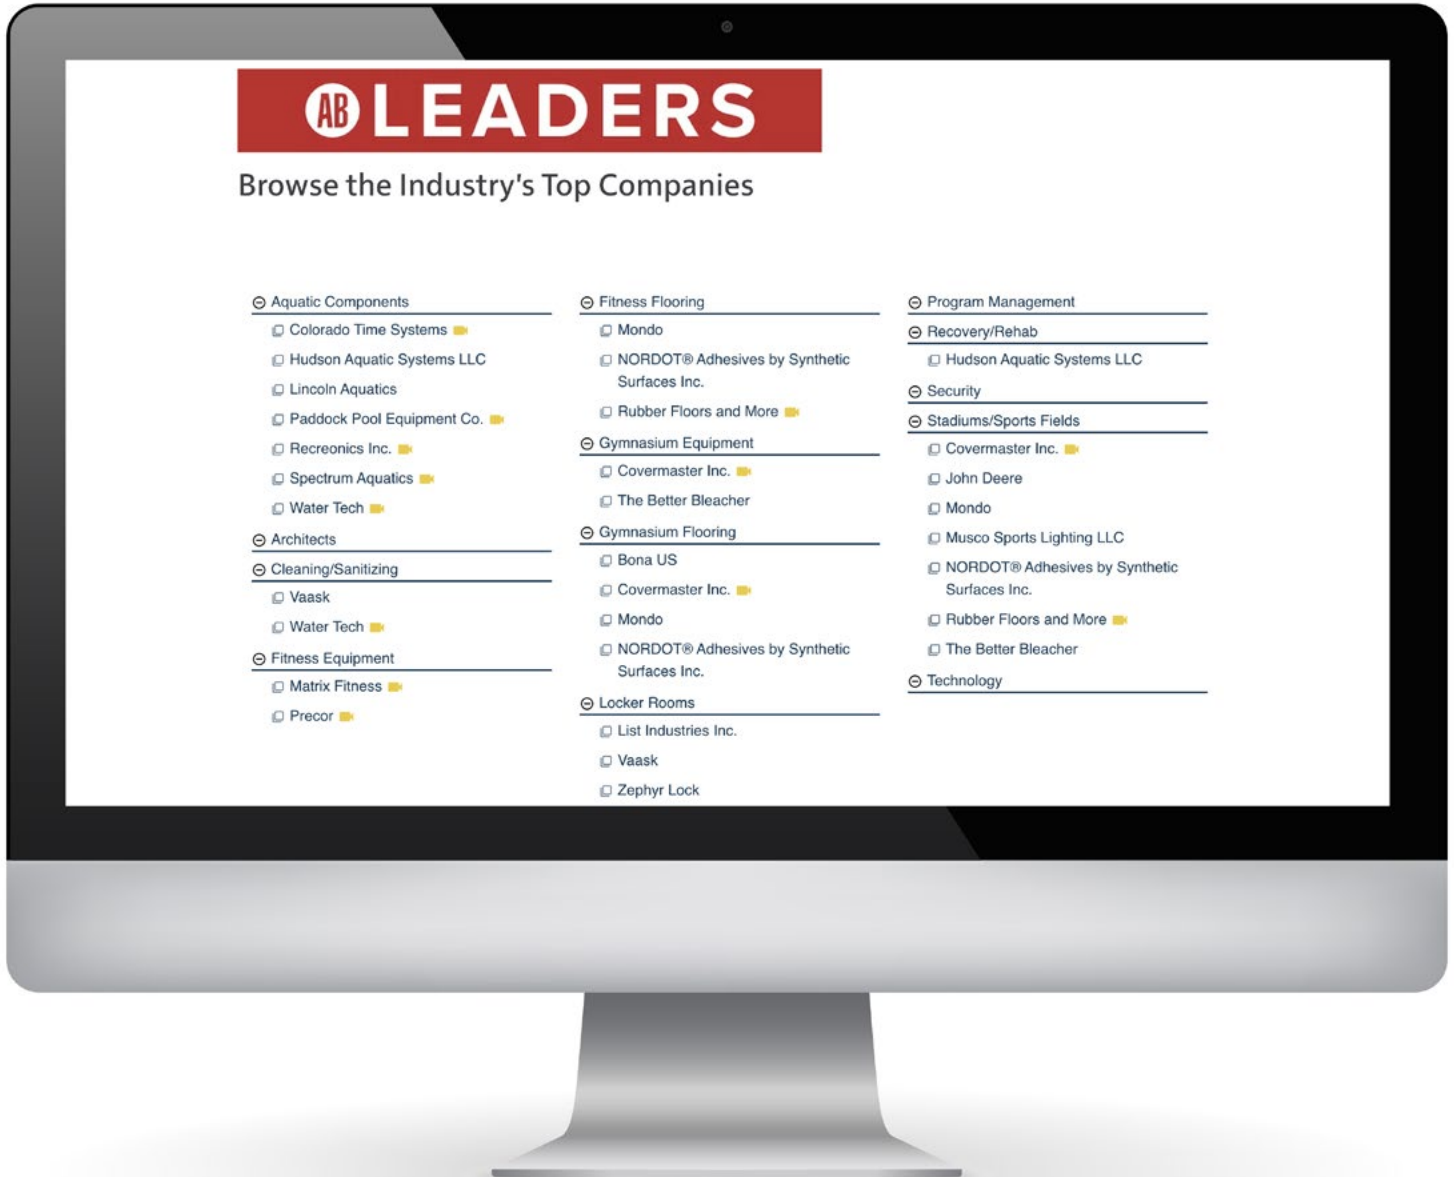 AB LEADERS
Browse the Industry's Top Companies
Aquatic Components
Colorado Time Systems
Hudson Aquatic Systems LLC
Lincoln Aquatics
Paddock Pool Equipment Co.
Recreonics Inc.
Spectrum Aquatics
Water Tech
Architects
Cleaning/Sanitizing
Vaask
Water Tech
Fitness Equipment
Matrix Fitness
Precor
Fitness Flooring
Mondo
NORDOT® Adhesives by Synthetic
Surfaces Inc.
Rubber Floors and More
Gymnasium Equipment
Covermaster Inc.
The Better Bleacher
Gymnasium Flooring
Bona US
Covermaster Inc.
Mondo
NORDOT® Adhesives by Synthetic
Surfaces Inc.
Locker Rooms
List Industries Inc.
Vaask
Zephyr Lock
Program Management
Recovery/Rehab
Hudson Aquatic Systems LLC
Security
Stadiums/Sports Fields
Covermaster Inc.
John Deere
Mondo
Musco Sports Lighting LLC
NORDOT® Adhesives by Synthetic
Surfaces Inc.
Rubber Floors and More
The Better Bleacher
Technology